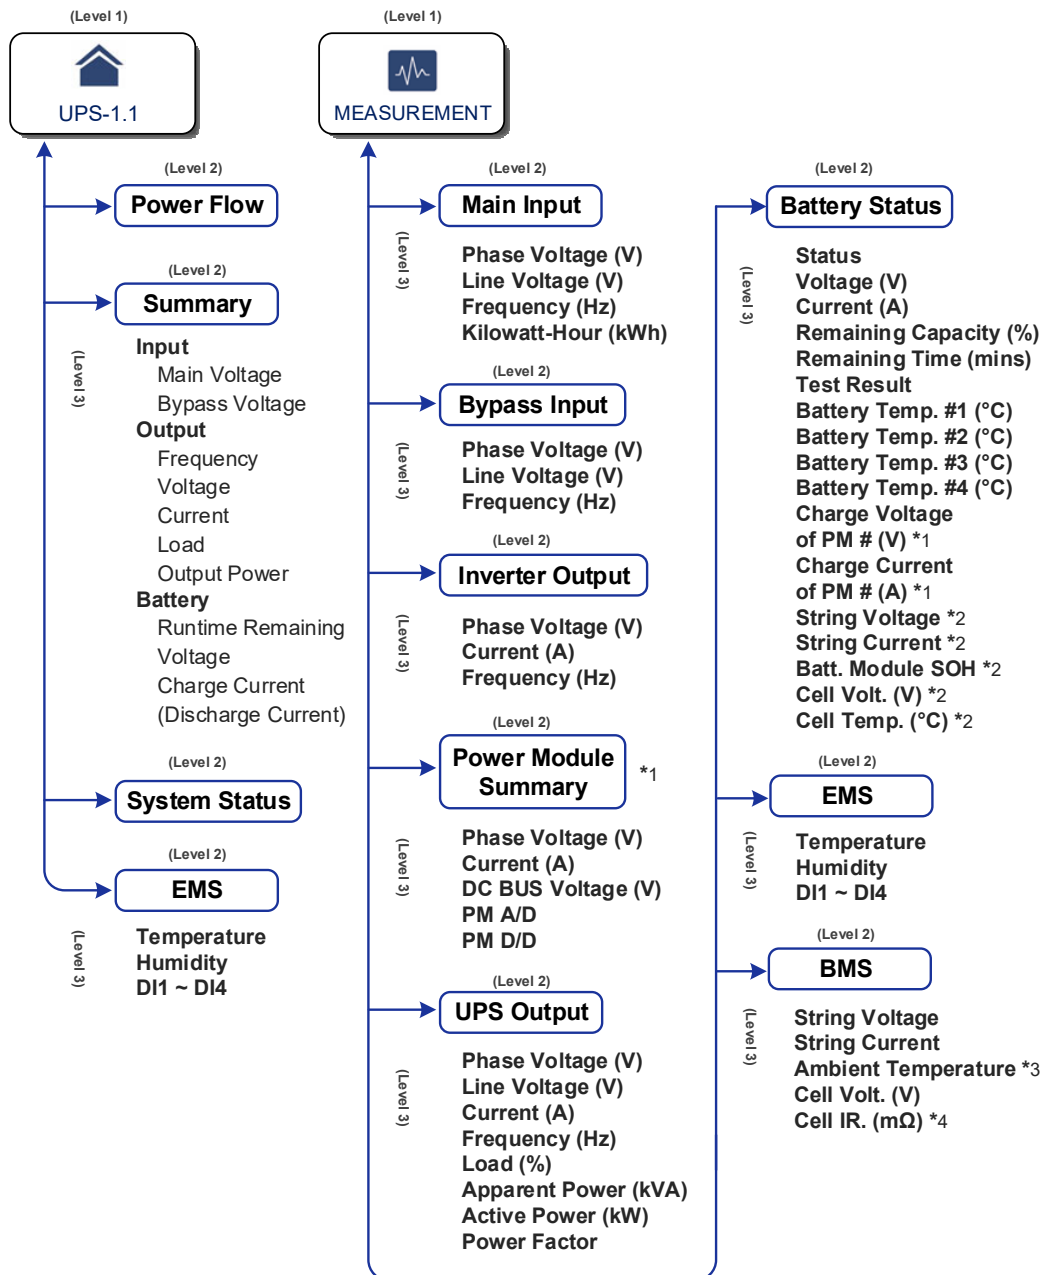 (Level 1)
UPS-1.1
(Level 2)
Power Flow
(Level 2)
Summary
(Level 3)
Input
Main Voltage
Bypass Voltage
Output
Frequency
Voltage
Current
Load
Output Power
Battery
Runtime Remaining
Voltage
Charge Current
(Discharge Current)
(Level 2)
System Status
(Level 2)
EMS
(Level 3)
Temperature
Humidity
DI1 ~ DI4
(Level 1)
MEASUREMENT
(Level 2)
Main Input
(Level 3)
Phase Voltage (V)
Line Voltage (V)
Frequency (Hz)
Kilowatt-Hour (kWh)
(Level 2)
Bypass Input
(Level 3)
Phase Voltage (V)
Line Voltage (V)
Frequency (Hz)
(Level 2)
Inverter Output
(Level 3)
Phase Voltage (V)
Current (A)
Frequency (Hz)
(Level 2)
Power Module
Summary
*1
(Level 3)
Phase Voltage (V)
Current (A)
DC BUS Voltage (V)
PM A/D
PM D/D
(Level 2)
UPS Output
(Level 3)
Phase Voltage (V)
Line Voltage (V)
Current (A)
Frequency (Hz)
Load (%)
Apparent Power (kVA)
Active Power (kW)
Power Factor
(Level 2)
Battery Status
(Level 3)
Status
Voltage (V)
Current (A)
Remaining Capacity (%)
Remaining Time (mins)
Test Result
Battery Temp. #1 (°C)
Battery Temp. #2 (°C)
Battery Temp. #3 (°C)
Battery Temp. #4 (°C)
Charge Voltage
of PM # (V) *1
Charge Current
of PM # (A) *1
String Voltage *2
String Current *2
Batt. Module SOH *2
Cell Volt. (V) *2
Cell Temp. (°C) *2
(Level 2)
EMS
(Level 3)
Temperature
Humidity
DI1 ~ DI4
(Level 2)
BMS
(Level 3)
String Voltage
String Current
Ambient Temperature *3
Cell Volt. (V)
Cell IR. (mΩ) *4